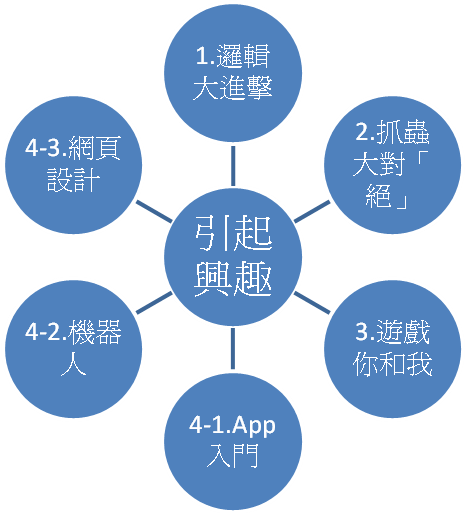 1.邏輯
大進擊
2.抓蟲
大對「
絕」
3.遊戲
你和我
4-1.App
入門
4-2.機器
人
4-3.網頁
設計
引起
興趣